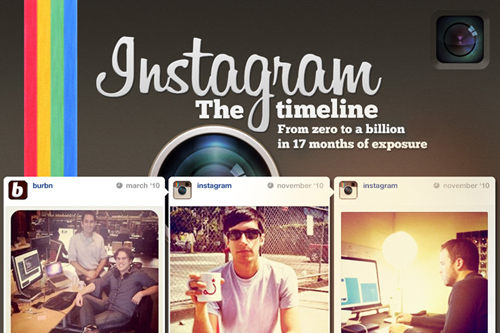 Instagram
The timeline
From zero to a billion
in 17 months of exposure
b burbn march '10
instagram november '10
instagram november '10